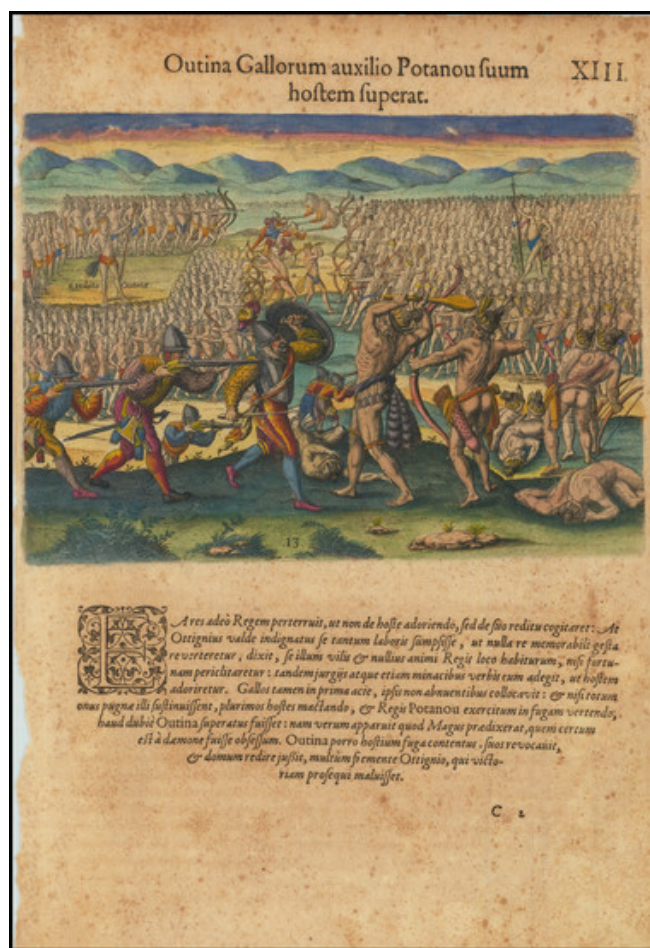 Outina Gallorum auxilio Potanou ſuum
hoſtem ſuperat.
XIII.
13
EA res adeò Regem perterruit, ut non de hoſte adoriendo, ſed de ſuo reditu cogitaret: At
Ottignius valde indignatus ſe tantum laboris ſumpſiſſe, ut nulla re memorabili geſta
reverteretur, dixit, ſe illum vilis & nullius animi Regis loco habiturum, niſi fortu-
nam periclitaretur: tandem jurgijs atque etiam minacibus verbis eum adegit, ut hoſtem
adoriretur. Gallos tamen in prima acie, ipſis non abnuentibus collocavit: & niſi totum
onus pugnæ illi ſuſtinuiſſent, plurimos hoſtes mactando, & Regis Potanou exercitum in fugam vertendo,
haud dubiè Outina ſuperatus fuiſſet: nam verum apparuit quod Magus prædixerat, quem certum
eſt à dæmone fuiſſe obſeſſum. Outina porro hoſtium fuga contentus, ſuos revocavit,
& domum redire juſſit, multùm fremente Ottignio, qui victo-
riam proſequi maluiſſet.
C 2